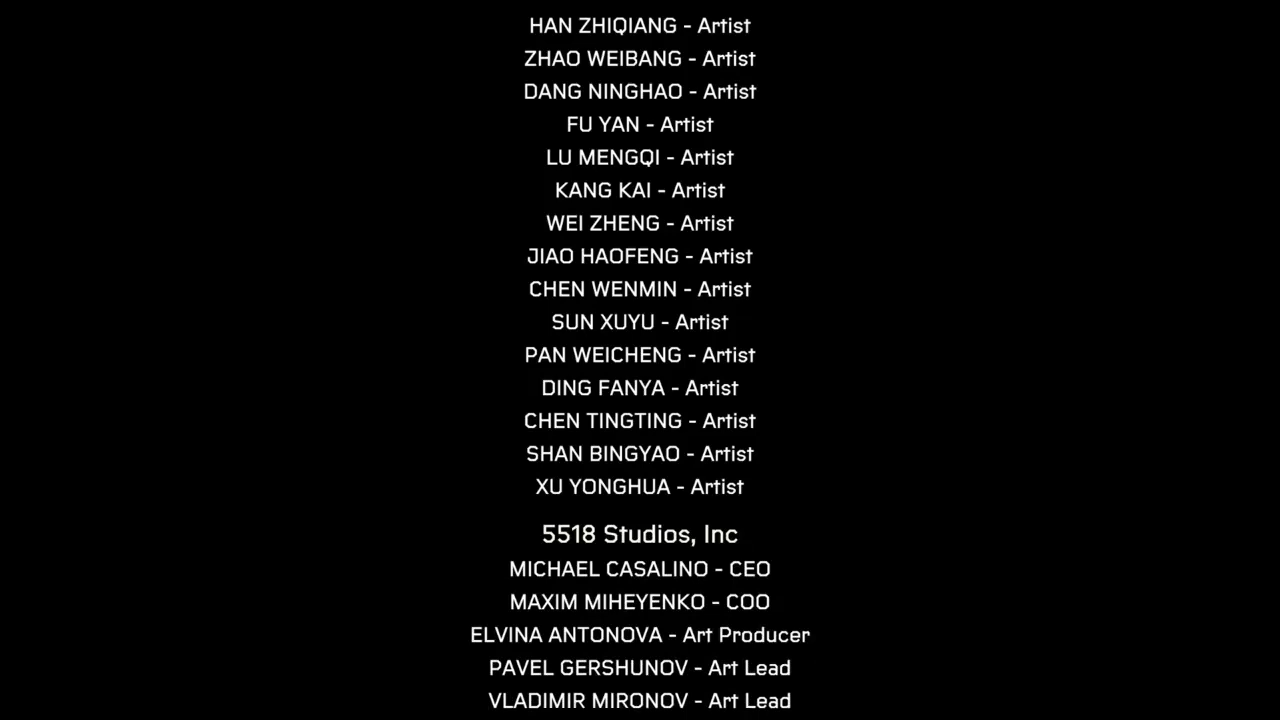 HAN ZHIQIANG - Artist
ZHAO WEIBANG - Artist
DANG NINGHAO - Artist
FU YAN - Artist
LU MENGQI - Artist
KANG KAI - Artist
WEI ZHENG - Artist
JIAO HAOFENG - Artist
CHEN WENMIN - Artist
SUN XUYU - Artist
PAN WEICHENG - Artist
DING FANYA - Artist
CHEN TINGTING - Artist
SHAN BINGYAO - Artist
XU YONGHUA - Artist
5518 Studios, Inc
MICHAEL CASALINO - CEO
MAXIM MIHEYENKO - COO
ELVINA ANTONOVA - Art Producer
PAVEL GERSHUNOV - Art Lead
VLADIMIR MIRONOV - Art Lead